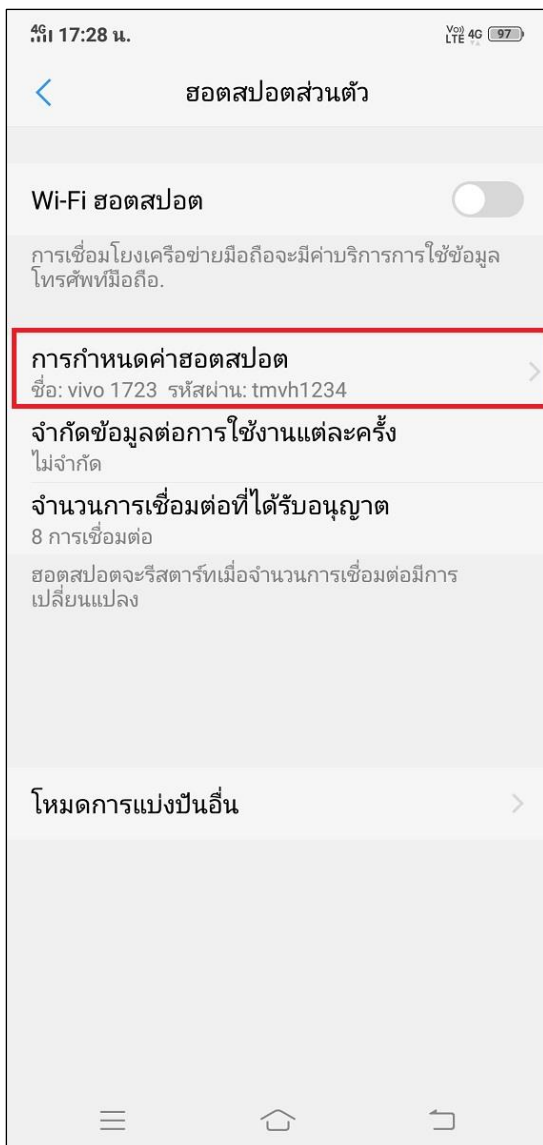 4G 17:28 น. Vo)) LTE 4G 97
ฮอตสปอตส่วนตัว
Wi-Fi ฮอตสปอต
การเชื่อมโยงเครือข่ายมือถือจะมีค่าบริการการใช้ข้อมูล
โทรศัพท์มือถือ.
การกำหนดค่าฮอตสปอต
ชื่อ: vivo 1723 รหัสผ่าน: tmvh1234
จำกัดข้อมูลต่อการใช้งานแต่ละครั้ง
ไม่จำกัด
จำนวนการเชื่อมต่อที่ได้รับอนุญาต
8 การเชื่อมต่อ
ฮอตสปอตจะรีสตาร์ทเมื่อจำนวนการเชื่อมต่อมีการ
เปลี่ยนแปลง
โหมดการแบ่งปันอื่น